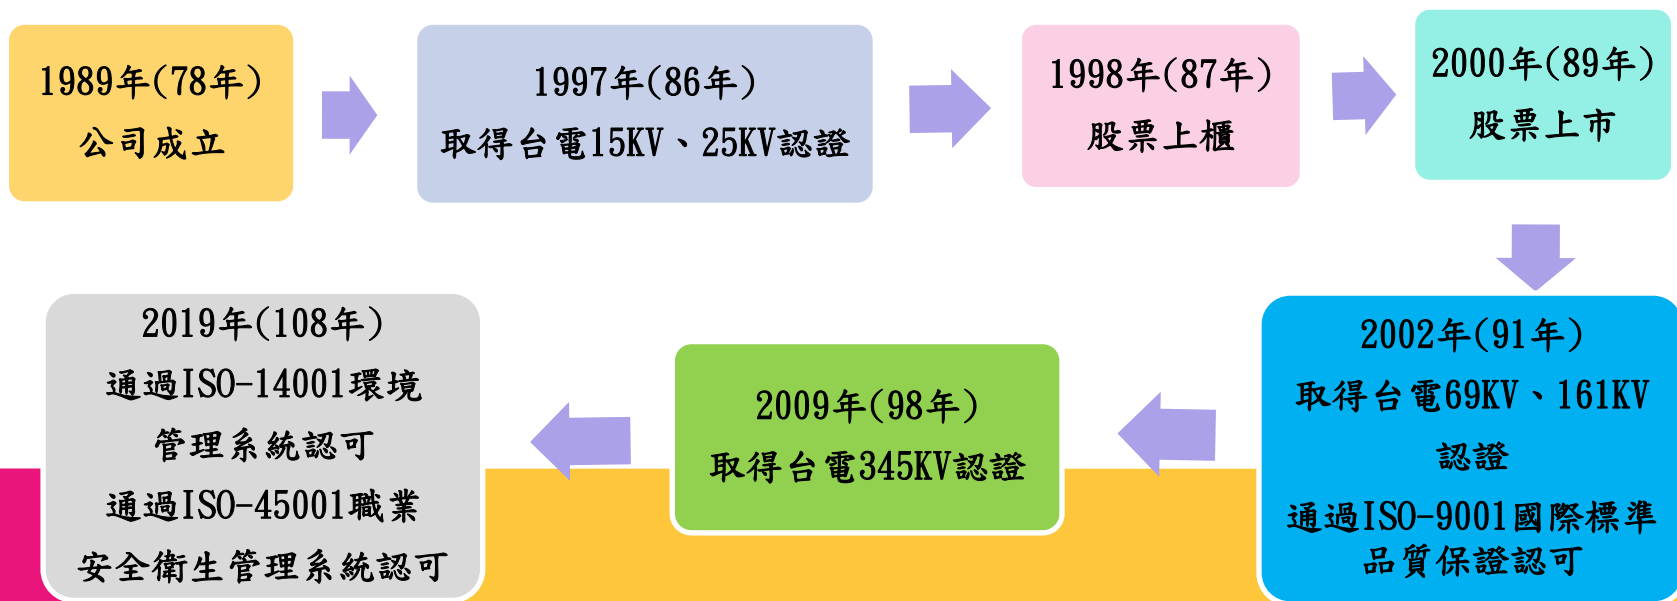 1989年(78年)
公司成立
1997年(86年)
取得台電15KV、25KV認證
1998年(87年)
股票上櫃
2000年(89年)
股票上市
2002年(91年)
取得台電69KV、161KV
認證
通過ISO-9001國際標準
品質保證認可
2009年(98年)
取得台電345KV認證
2019年(108年)
通過ISO-14001環境
管理系統認可
通過ISO-45001職業
安全衛生管理系統認可